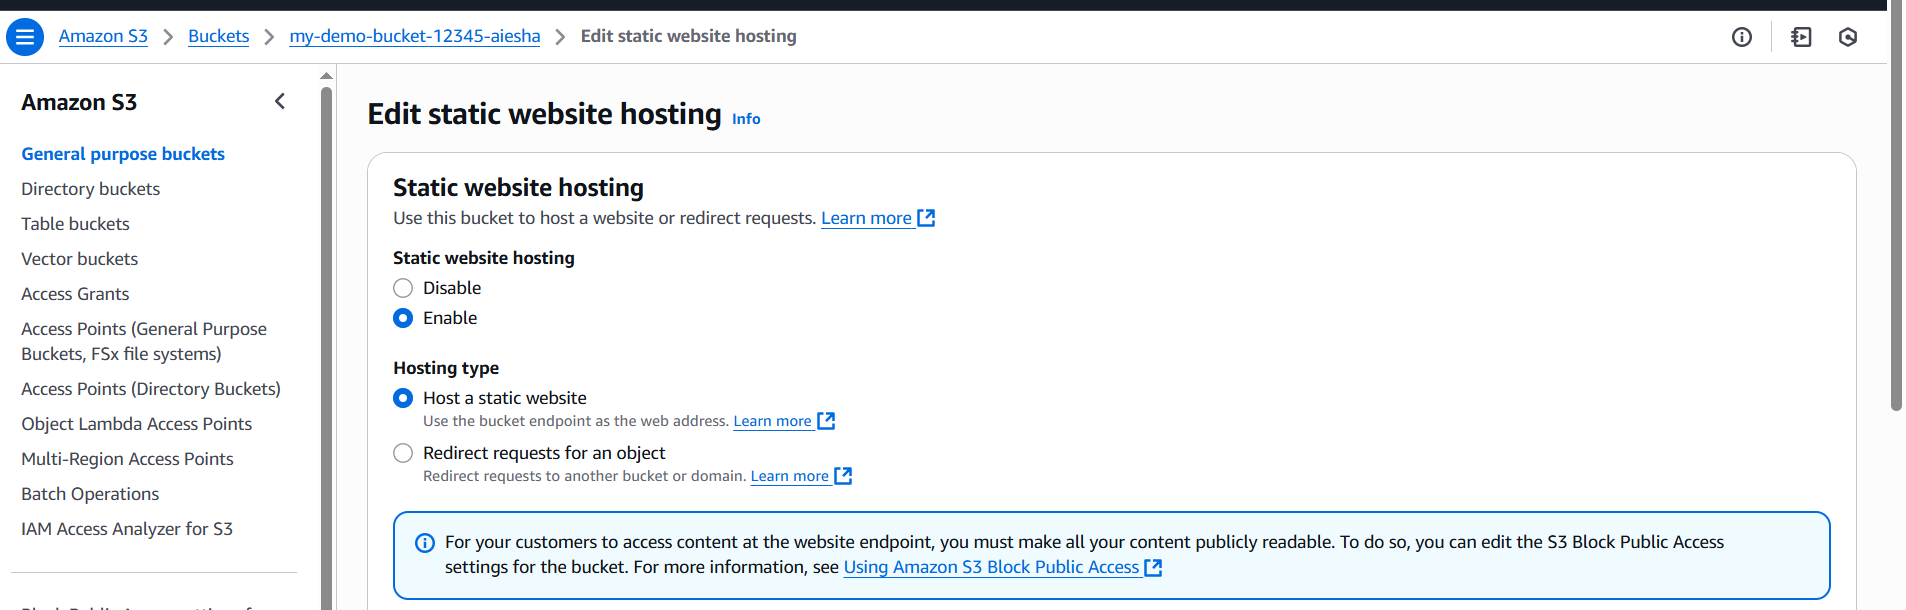 Amazon S3 > Buckets > my-demo-bucket-12345-aiesha > Edit static website hosting
Amazon S3
General purpose buckets
Directory buckets
Table buckets
Vector buckets
Access Grants
Access Points (General Purpose
Buckets, FSx file systems)
Access Points (Directory Buckets)
Object Lambda Access Points
Multi-Region Access Points
Batch Operations
IAM Access Analyzer for S3
Edit static website hosting Info
Static website hosting
Use this bucket to host a website or redirect requests. Learn more
Static website hosting
Disable
Enable
Hosting type
Host a static website
Use the bucket endpoint as the web address. Learn more
Redirect requests for an object
Redirect requests to another bucket or domain. Learn more
For your customers to access content at the website endpoint, you must make all your content publicly readable. To do so, you can edit the S3 Block Public Access
settings for the bucket. For more information, see Using Amazon S3 Block Public Access